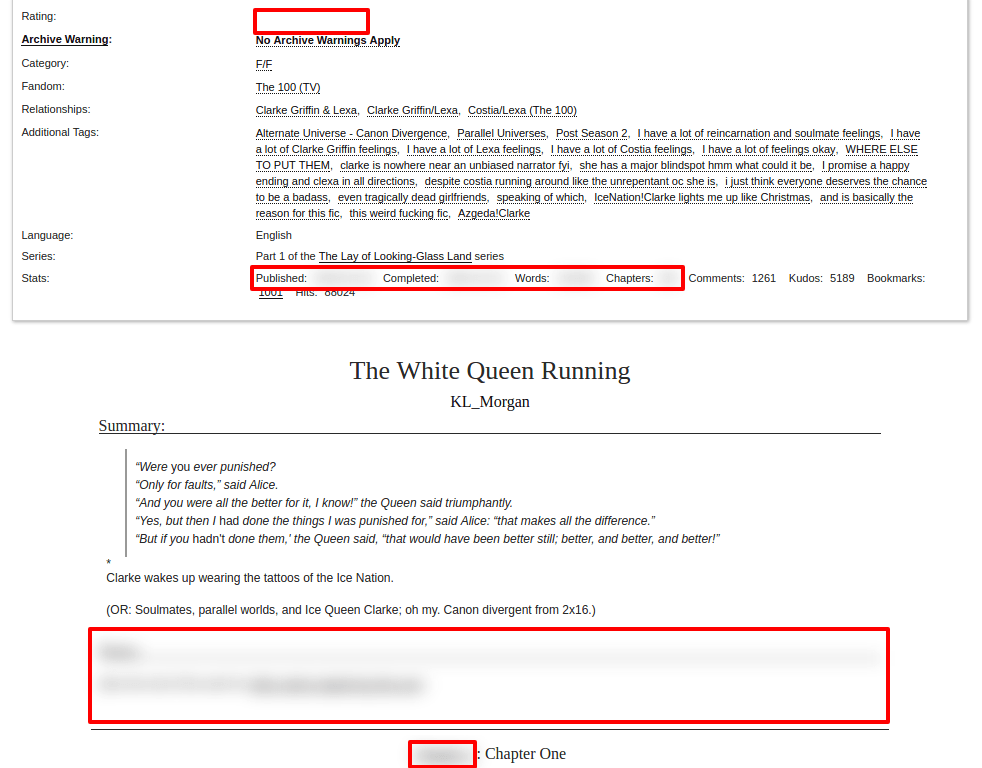 Rating:
Archive Warning: No Archive Warnings Apply
Category: F/F
Fandom: The 100 (TV)
Relationships: Clarke Griffin & Lexa, Clarke Griffin/Lexa, Costia/Lexa (The 100)
Additional Tags: Alternate Universe - Canon Divergence, Parallel Universes, Post Season 2, I have a lot of reincarnation and soulmate feelings, I have
a lot of Clarke Griffin feelings, I have a lot of Lexa feelings, I have a lot of Costia feelings, I have a lot of feelings okay, WHERE ELSE
TO PUT THEM, clarke is nowhere near an unbiased narrator fyi, she has a major blindspot hmm what could it be, I promise a happy
ending and clexa in all directions, despite costia running around like the unrepentant oc she is, i just think everyone deserves the chance
to be a badass, even tragically dead girlfriends, speaking of which, IceNation!Clarke lights me up like Christmas, and is basically the
reason for this fic, this weird fucking fic, Azgeda!Clarke
Language: English
Series: Part 1 of the The Lay of Looking-Glass Land series
Stats: Published: Completed: Words: Chapters: Comments: 1261 Kudos: 5189 Bookmarks:
1001 Hits: 88024
The White Queen Running
KL_Morgan
Summary:
“Were you ever punished?
“Only for faults,” said Alice.
“And you were all the better for it, I know!” the Queen said triumphantly.
“Yes, but then I had done the things I was punished for,” said Alice: “that makes all the difference.”
“But if you hadn't done them,' the Queen said, “that would have been better still; better, and better, and better!”
*
Clarke wakes up wearing the tattoos of the Ice Nation.
(OR: Soulmates, parallel worlds, and Ice Queen Clarke; oh my. Canon divergent from 2x16.)
: Chapter One